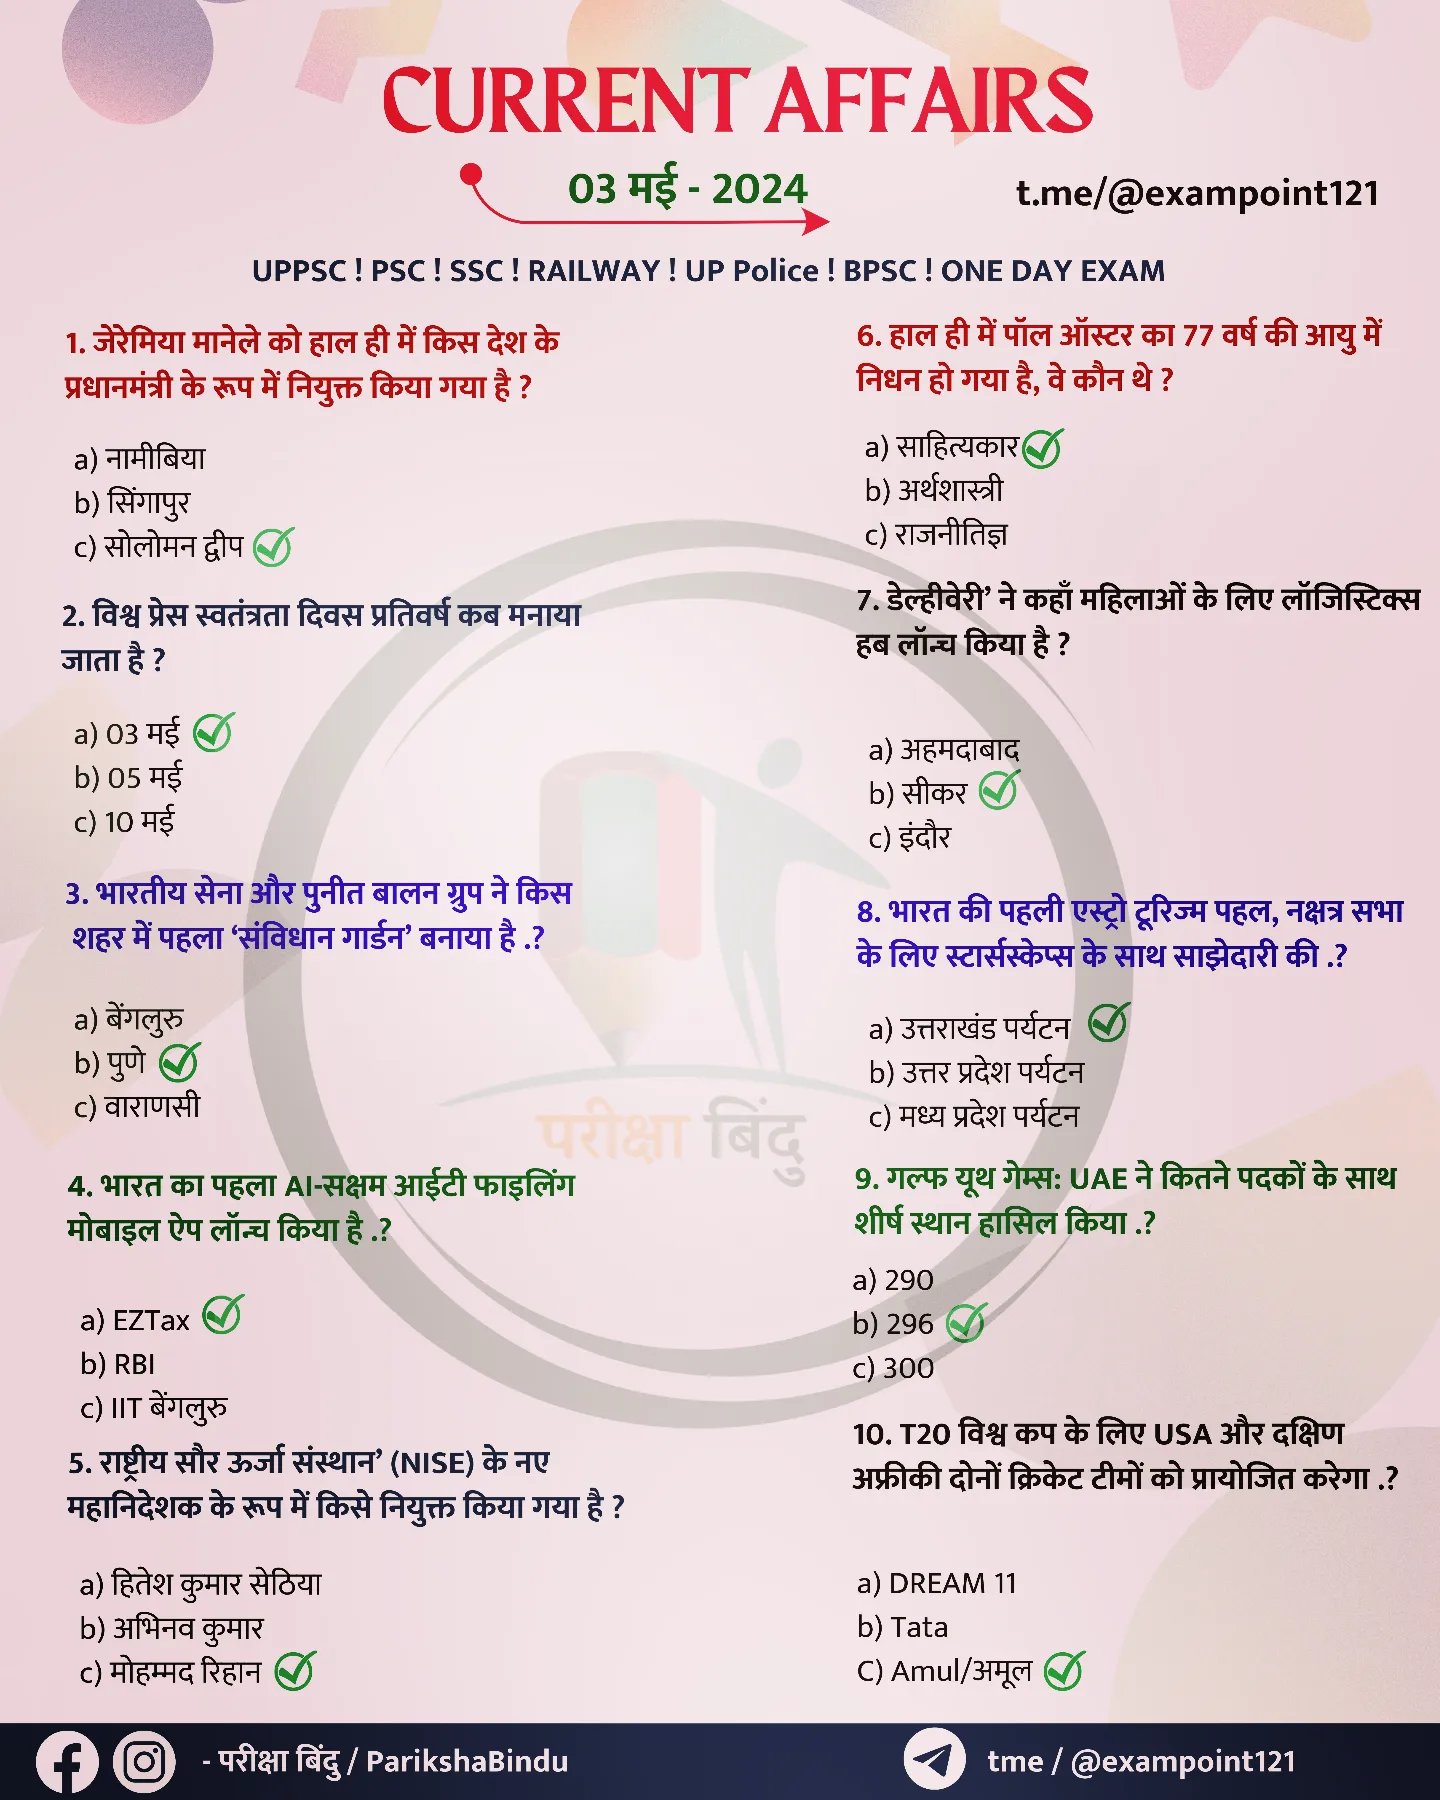 CURRENT AFFAIRS
03 मई - 2024
t.me/@exampoint121
UPPSC ! PSC ! SSC ! RAILWAY ! UP Police ! BPSC ! ONE DAY EXAM
1. जेरेमिया मानेले को हाल ही में किस देश के
प्रधानमंत्री के रूप में नियुक्त किया गया है ?
a) नामीबिया
b) सिंगापुर
c) सोलोमन द्वीप
2. विश्व प्रेस स्वतंत्रता दिवस प्रतिवर्ष कब मनाया
जाता है ?
a) 03 मई
b) 05 मई
c) 10 मई
3. भारतीय सेना और पुनीत बालन ग्रुप ने किस
शहर में पहला ‘संविधान गार्डन’ बनाया है .?
a) बेंगलुरु
b) पुणे
c) वाराणसी
4. भारत का पहला AI-सक्षम आईटी फाइलिंग
मोबाइल ऐप लॉन्च किया है .?
a) EZTax
b) RBI
c) IIT बेंगलुरु
5. राष्ट्रीय सौर ऊर्जा संस्थान’ (NISE) के नए
महानिदेशक के रूप में किसे नियुक्त किया गया है ?
a) हितेश कुमार सेठिया
b) अभिनव कुमार
c) मोहम्मद रिहान
6. हाल ही में पॉल ऑस्टर का 77 वर्ष की आयु में
निधन हो गया है, वे कौन थे ?
a) साहित्यकार
b) अर्थशास्त्री
c) राजनीतिज्ञ
7. डेल्हीवेरी’ ने कहाँ महिलाओं के लिए लॉजिस्टिक्स
हब लॉन्च किया है ?
a) अहमदाबाद
b) सीकर
c) इंदौर
8. भारत की पहली एस्ट्रो टूरिज्म पहल, नक्षत्र सभा
के लिए स्टार्सस्केप्स के साथ साझेदारी की .?
a) उत्तराखंड पर्यटन
b) उत्तर प्रदेश पर्यटन
c) मध्य प्रदेश पर्यटन
9. गल्फ यूथ गेम्स: UAE ने कितने पदकों के साथ
शीर्ष स्थान हासिल किया .?
a) 290
b) 296
c) 300
10. T20 विश्व कप के लिए USA और दक्षिण
अफ्रीकी दोनों क्रिकेट टीमों को प्रायोजित करेगा .?
a) DREAM 11
b) Tata
C) Amul/अमूल
परीक्षा बिंदु
- परीक्षा बिंदु / ParikshaBindu
tme / @exampoint121